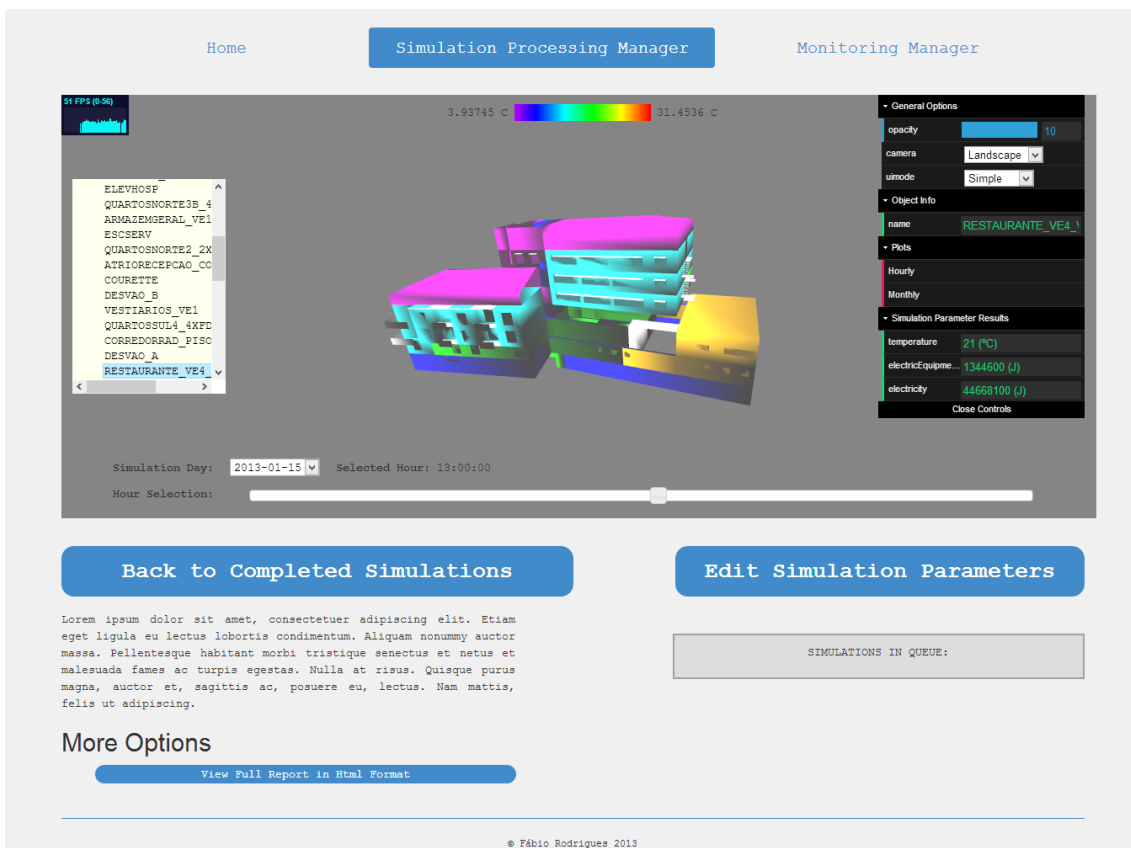 Home
Simulation Processing Manager
Monitoring Manager
51 FPS (0-56)
3.93745 C
31.4536 C
ELEVHOSP
QUARTOSNORTE3B_4
ARMAZEMGERAL_VE1
ESCSERV
QUARTOSNORTE2_2X
ATRIORECEPCAO_CO
COURETTE
DESVAO_B
VESTIARIOS_VE1
QUARTOSSUL4_4XFD
CORREDORRAD_PISO
DESVAO_A
RESTAURANTE_VE4_
General Options
opacity 10
camera Landscape
uimode Simple
Object Info
name RESTAURANTE_VE4_
Plots
Hourly
Monthly
Simulation Parameter Results
temperature 21 (ºC)
electricEquipme... 1344600 (J)
electricity 44668100 (J)
Close Controls
Simulation Day: 2013-01-15 Selected Hour: 13:00:00
Hour Selection:
Back to Completed Simulations
Edit Simulation Parameters
Lorem ipsum dolor sit amet, consectetuer adipiscing elit. Etiam
eget ligula eu lectus lobortis condimentum. Aliquam nonummy auctor
massa. Pellentesque habitant morbi tristique senectus et netus et
malesuada fames ac turpis egestas. Nulla at risus. Quisque purus
magna, auctor et, sagittis ac, posuere eu, lectus. Nam mattis,
felis ut adipiscing.
SIMULATIONS IN QUEUE:
More Options
View Full Report in Html Format
© Fábio Rodrigues 2013